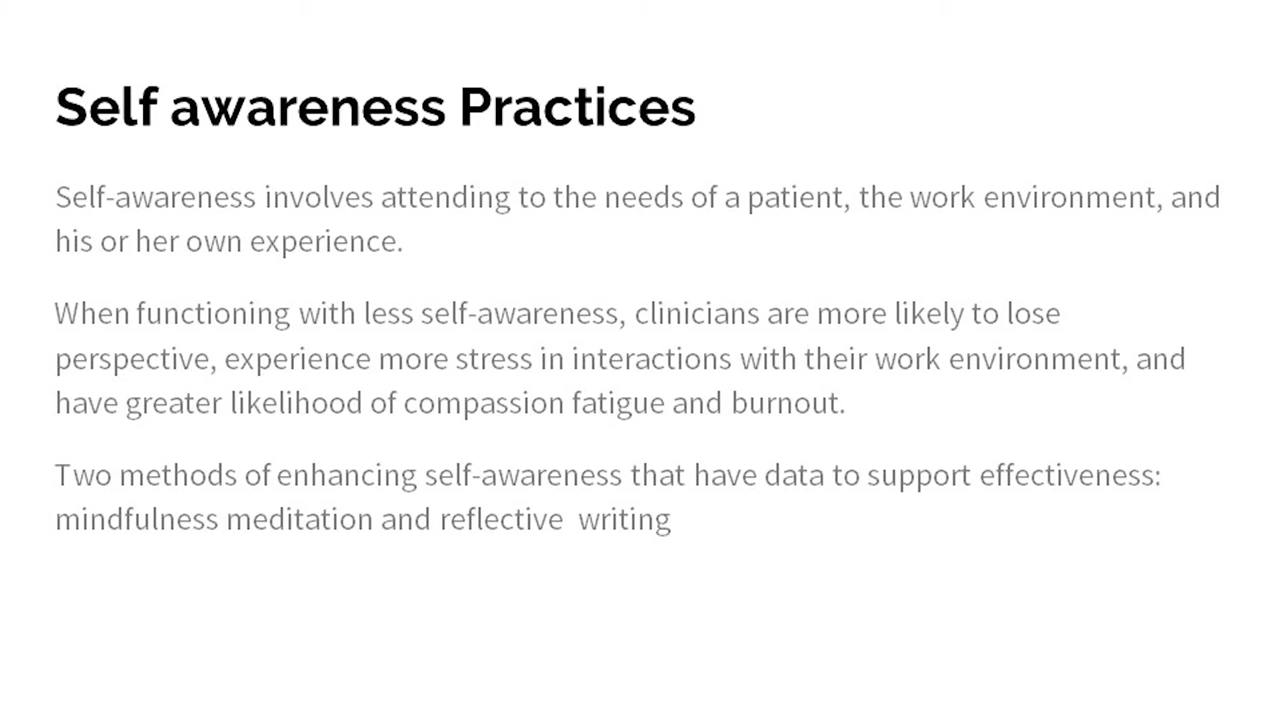 Self awareness Practices
Self-awareness involves attending to the needs of a patient, the work environment, and
his or her own experience.
When functioning with less self-awareness, clinicians are more likely to lose
perspective, experience more stress in interactions with their work environment, and
have greater likelihood of compassion fatigue and burnout.
Two methods of enhancing self-awareness that have data to support effectiveness:
mindfulness meditation and reflective  writing